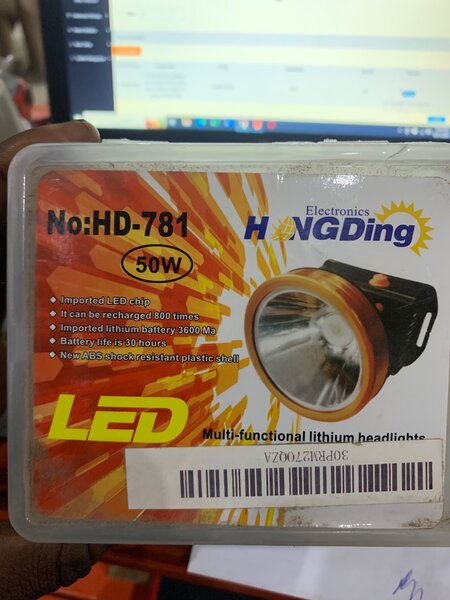 No:HD-781
50W
Electronics
HONGDing
Imported LED chip
It can be recharged 800 times
Imported lithium battery 3600 Ma
Battery life is 30 hours
New ABS shock resistant plastic shell
LED
Multi-functional lithium headlights
30PRM270QZA